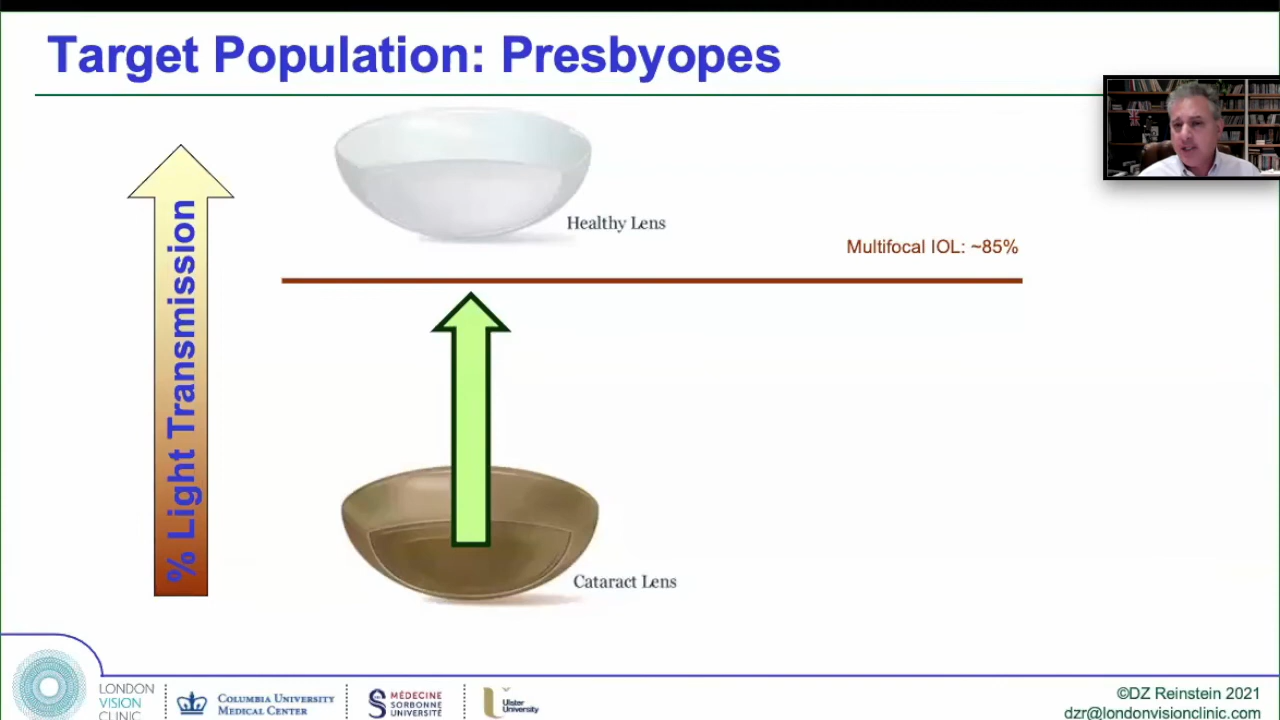 Target Population: Presbyopes
% Light Transmission
Healthy Lens
Multifocal IOL: ~85%
Cataract Lens
LONDON
VISION
CLINIC
COLUMBIA UNIVERSITY
MEDICAL CENTER
MÉDECINE
SORBONNE
UNIVERSITÉ
Ulster
University
©DZ Reinstein 2021
dzr@londonvisionclinic.com